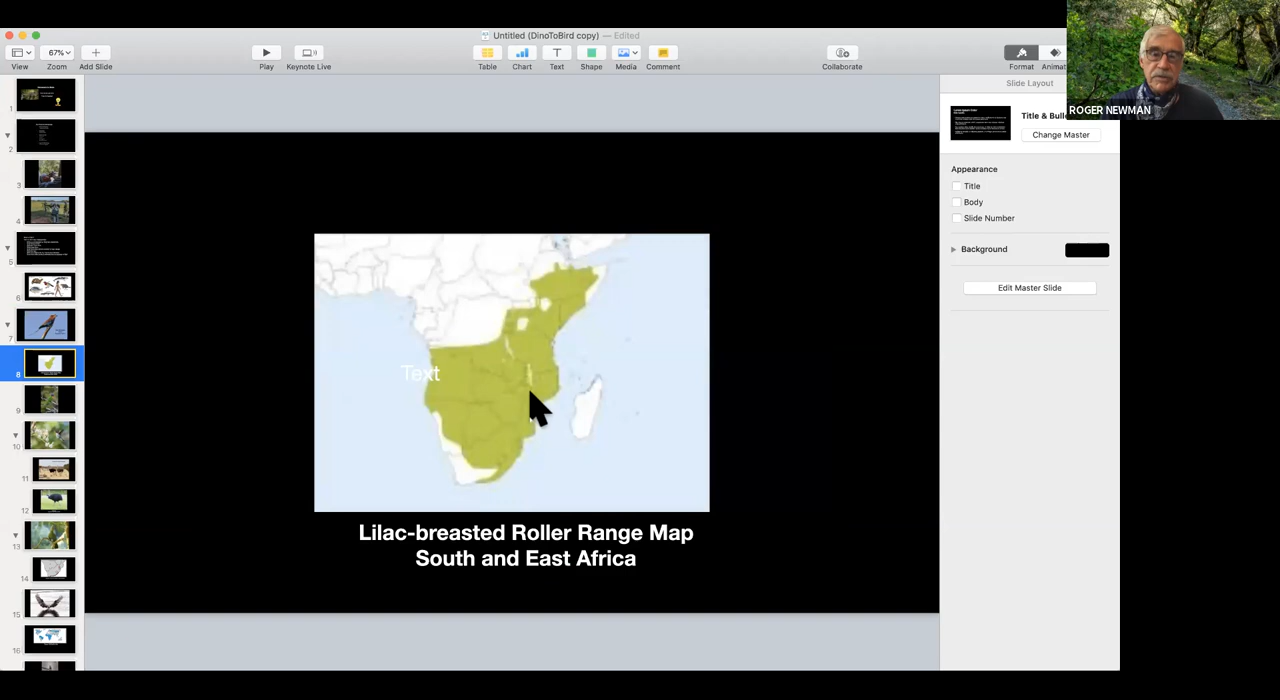 Untitled (DinoToBird copy) — Edited
67%
View
Zoom
Add Slide
Play
Keynote Live
Table
Chart
Text
Shape
Media
Comment
Collaborate
Format
Animat
ROGER NEWMAN
Slide Layout
Title & Bull
Change Master
Appearance
Title
Body
Slide Number
Background
Edit Master Slide
1
2
3
4
5
6
7
8
9
10
11
12
13
14
15
16
Text
Lilac-breasted Roller Range Map
South and East Africa